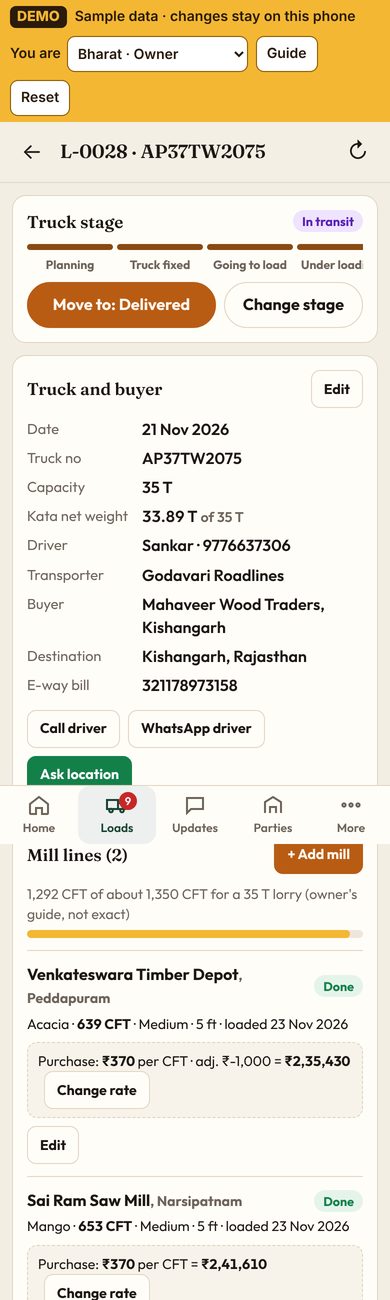 DEMO Sample data · changes stay on this phone
You are Bharat · Owner Guide
Reset
L-0028 · AP37TW2075
Truck stage In transit
Planning Truck fixed Going to load Under load
Move to: Delivered Change stage
Truck and buyer Edit
Date 21 Nov 2026
Truck no AP37TW2075
Capacity 35 T
Kata net weight 33.89 T of 35 T
Driver Sankar · 9776637306
Transporter Godavari Roadlines
Buyer Mahaveer Wood Traders,
Kishangarh
Destination Kishangarh, Rajasthan
E-way bill 321178973158
Call driver WhatsApp driver
Ask location
9
Home Loads Updates Parties More
Mill lines (2) + Add mill
1,292 CFT of about 1,350 CFT for a 35 T lorry (owner's
guide, not exact)
Venkateswara Timber Depot,
Peddapuram Done
Acacia · 639 CFT · Medium · 5 ft · loaded 23 Nov 2026
Purchase: ₹370 per CFT · adj. ₹-1,000 = ₹2,35,430
Change rate
Edit
Sai Ram Saw Mill, Narsipatnam Done
Mango · 653 CFT · Medium · 5 ft · loaded 23 Nov 2026
Purchase: ₹370 per CFT = ₹2,41,610
Change rate